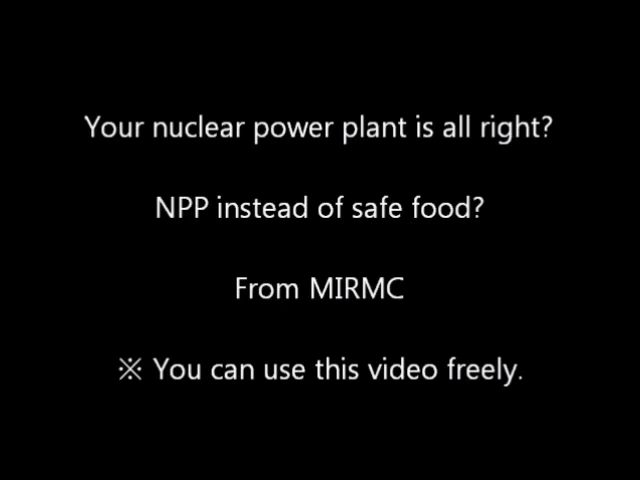 Your nuclear power plant is all right?
NPP instead of safe food?
From MIRMC
※ You can use this video freely.